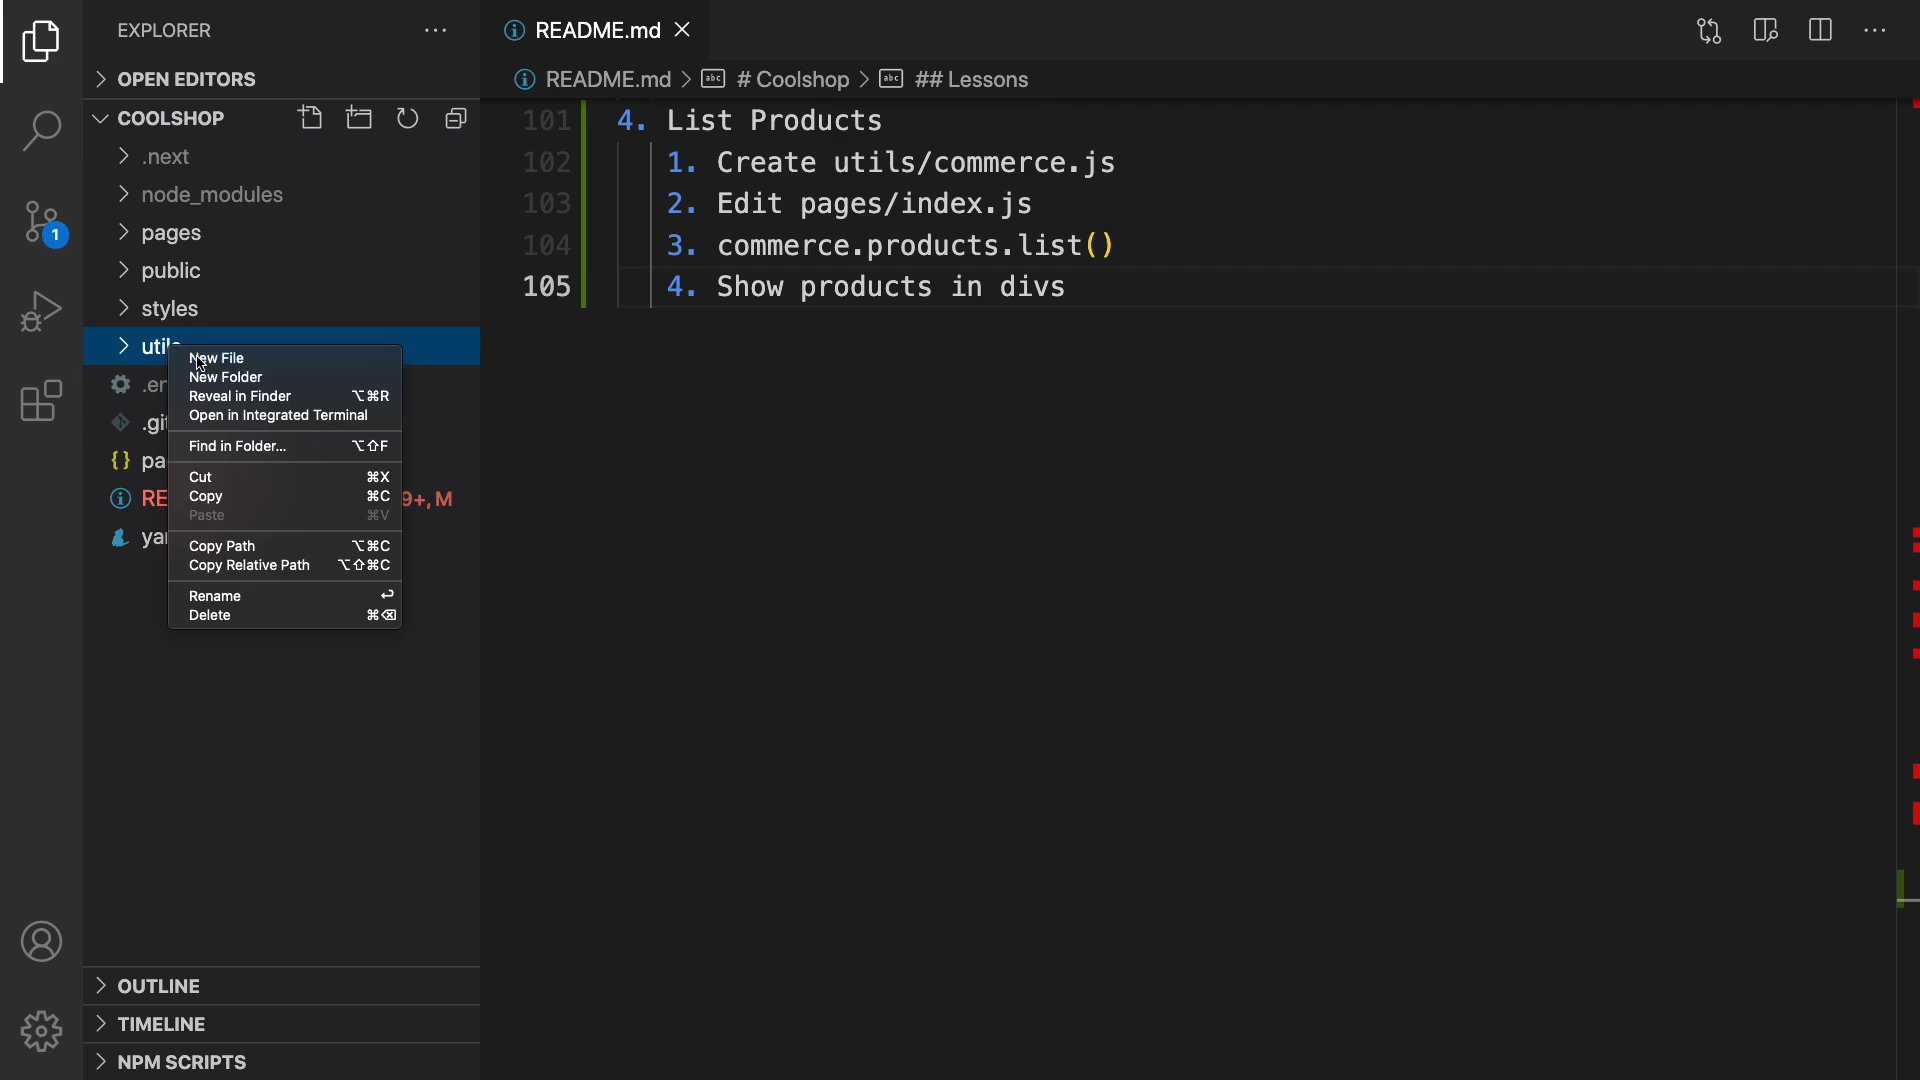 EXPLORER
OPEN EDITORS
COOLSHOP
.next
node_modules
pages
public
styles
New File
New Folder
Reveal in Finder ⌥⌘R
Open in Integrated Terminal
Find in Folder... ⌥⇧F
Cut ⌘X
Copy ⌘C
Paste ⌘V
Copy Path ⌥⌘C
Copy Relative Path ⌥⇧⌘C
Rename ↩
Delete ⌘⌫
9+, M
OUTLINE
TIMELINE
NPM SCRIPTS
1
README.md
README.md > # Coolshop > ## Lessons
101 4. List Products
102 1. Create utils/commerce.js
103 2. Edit pages/index.js
104 3. commerce.products.list()
105 4. Show products in divs